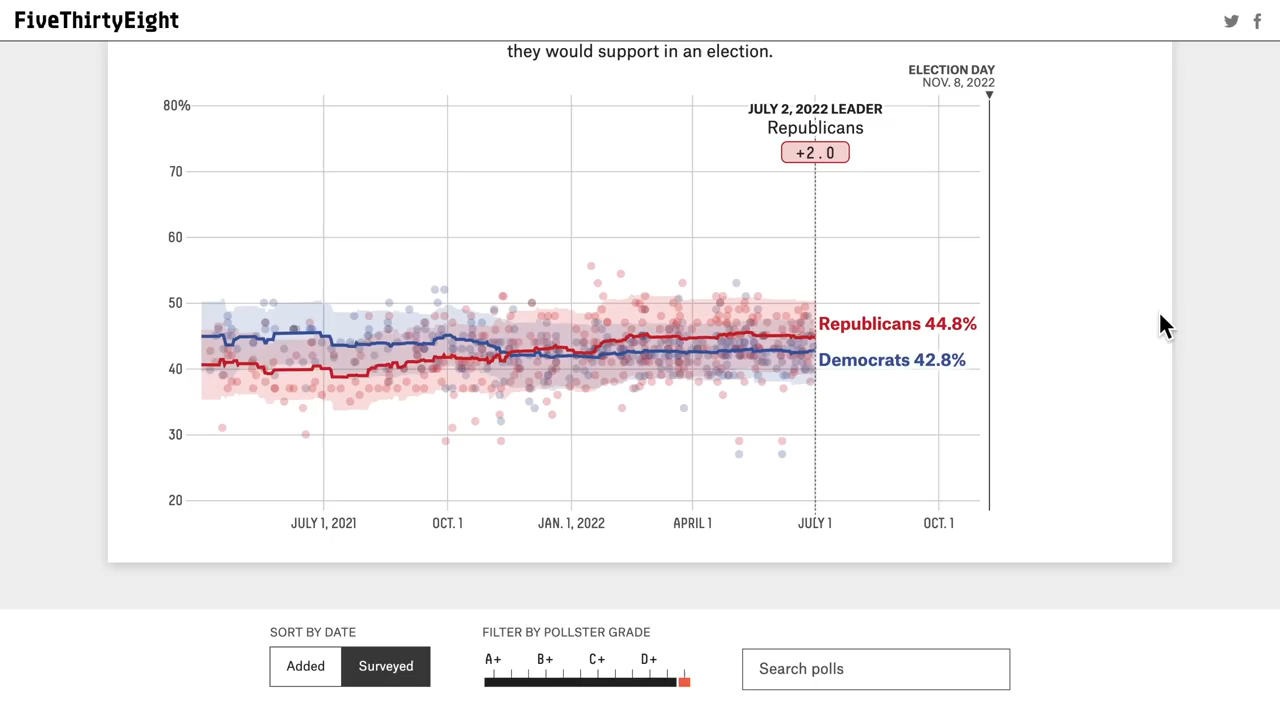 FiveThirtyEight
they would support in an election.
ELECTION DAY
NOV. 8, 2022
80%
JULY 2, 2022 LEADER
Republicans
+2.0
70
60
50
Republicans 44.8%
Democrats 42.8%
40
30
20
JULY 1, 2021
OCT. 1
JAN. 1, 2022
APRIL 1
JULY 1
OCT. 1
SORT BY DATE
Added
Surveyed
FILTER BY POLLSTER GRADE
A+
B+
C+
D+
Search polls